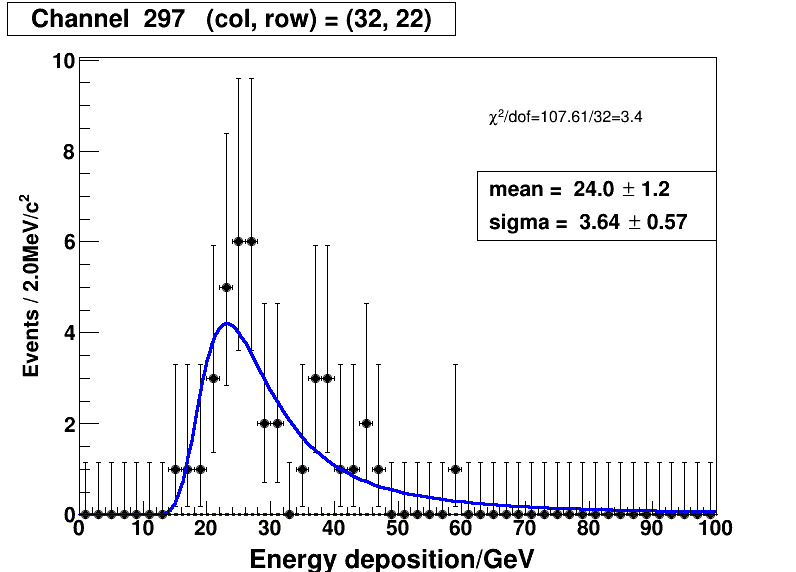 Channel 297 (col, row) = (32, 22)
χ²/dof=107.61/32=3.4
mean = 24.0 ± 1.2
sigma = 3.64 ± 0.57
Events / 2.0MeV/c²
10
8
6
4
2
0
0 10 20 30 40 50 60 70 80 90 100
Energy deposition/GeV